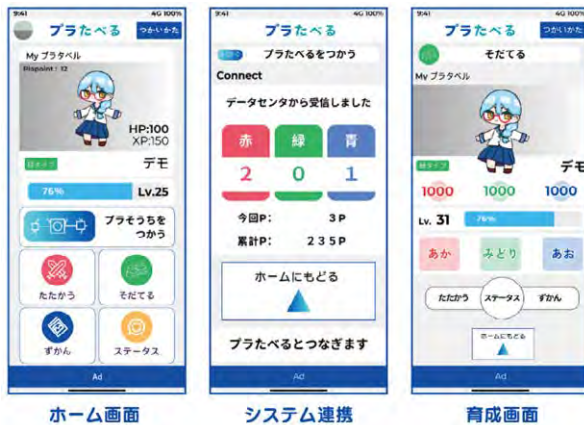 9:41
4G 100%
プラたべる
つかいかた
My プラタベル
Pinpoint : 12
HP:100
XP:150
緑タイプ
デモ
76%
Lv.25
プラそうちを
つかう
たたかう
そだてる
ずかん
ステータス
Ad
ホーム画面
9:41
4G 100%
プラたべる
プラたべるをつかう
Connect
データセンタから受信しました
赤
緑
青
2
0
1
今回P:
3P
累計P:
235P
ホームにもどる
プラたべるとつなぎます
Ad
システム連携
9:41
4G 100%
プラたべる
つかいかた
そだてる
My プラタベル
緑タイプ
デモ
1000
1000
1000
Lv. 31
76%
あか
みどり
あお
たたかう
ステータス
ずかん
ホームにもどる
Ad
育成画面